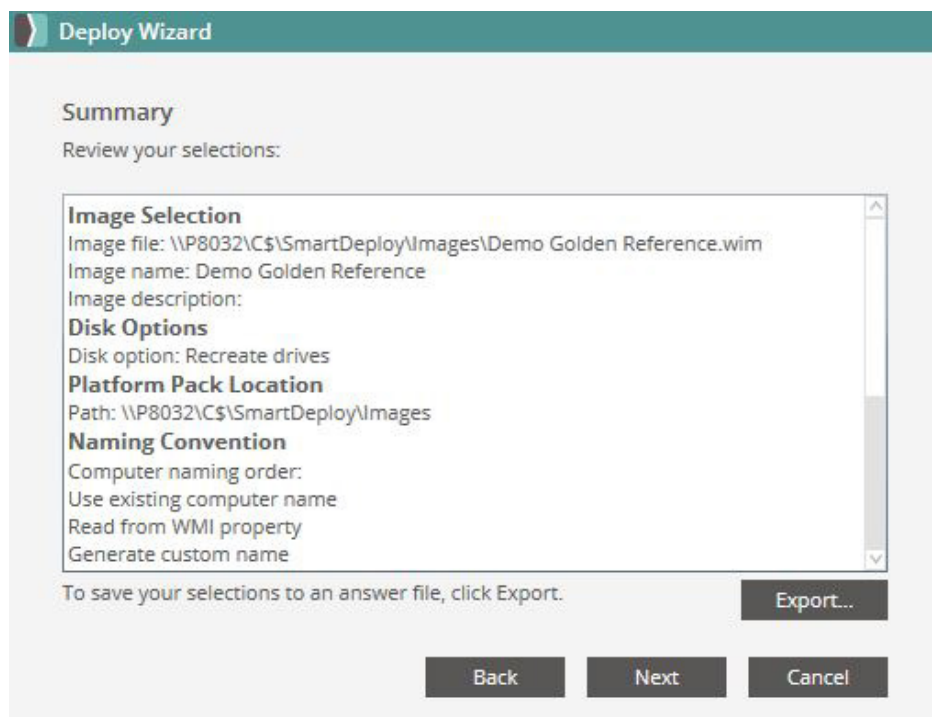 Deploy Wizard
Summary
Review your selections:
Image Selection
Image file: \\P8032\C$\SmartDeploy\Images\Demo Golden Reference.wim
Image name: Demo Golden Reference
Image description:
Disk Options
Disk option: Recreate drives
Platform Pack Location
Path: \\P8032\C$\SmartDeploy\Images
Naming Convention
Computer naming order:
Use existing computer name
Read from WMI property
Generate custom name
To save your selections to an answer file, click Export.
Export...
Back
Next
Cancel